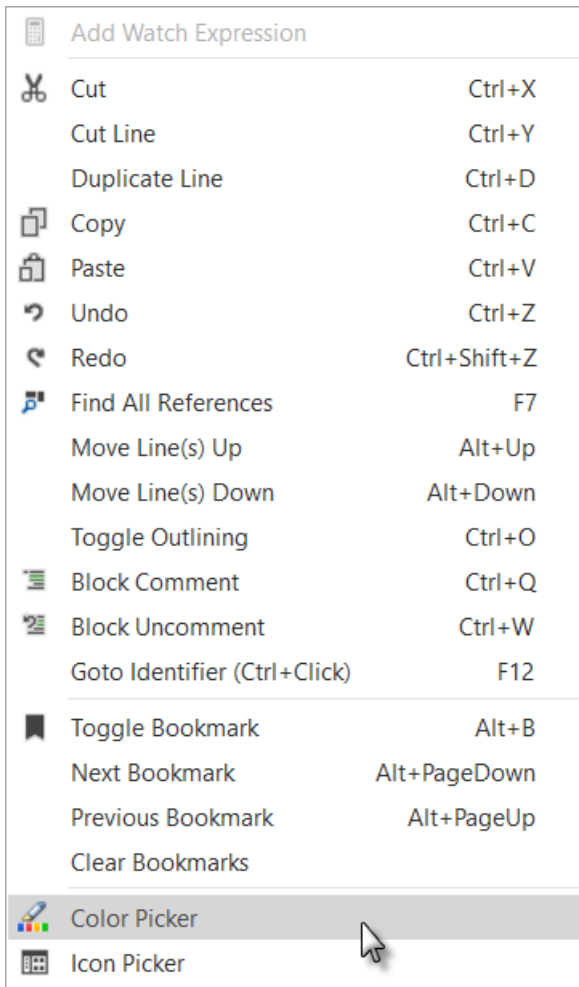 Add Watch Expression
Cut Ctrl+X
Cut Line Ctrl+Y
Duplicate Line Ctrl+D
Copy Ctrl+C
Paste Ctrl+V
Undo Ctrl+Z
Redo Ctrl+Shift+Z
Find All References F7
Move Line(s) Up Alt+Up
Move Line(s) Down Alt+Down
Toggle Outlining Ctrl+O
Block Comment Ctrl+Q
Block Uncomment Ctrl+W
Goto Identifier (Ctrl+Click) F12
Toggle Bookmark Alt+B
Next Bookmark Alt+PageDown
Previous Bookmark Alt+PageUp
Clear Bookmarks
Color Picker
Icon Picker